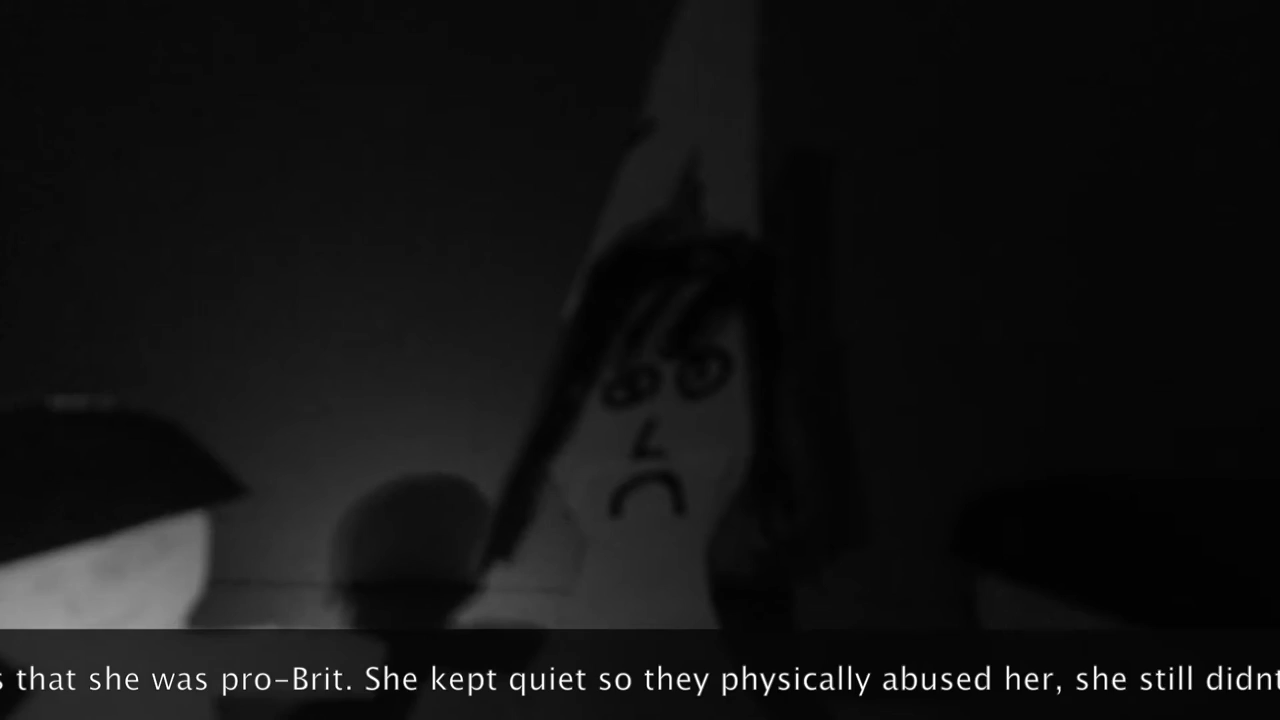 that she was pro-Brit. She kept quiet so they physically abused her, she still didnt